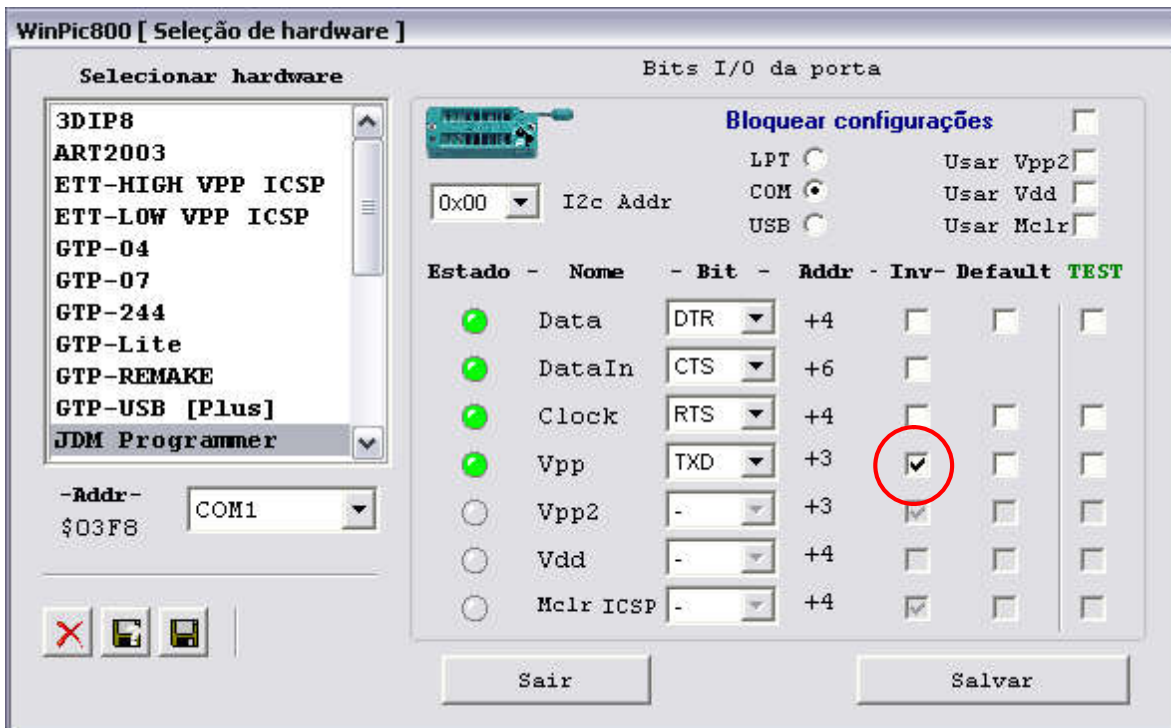 WinPic800 [ Seleção de hardware ]
Selecionar hardware
3DIP8
ART2003
ETT-HIGH VPP ICSP
ETT-LOW VPP ICSP
GTP-04
GTP-07
GTP-244
GTP-Lite
GTP-REMAKE
GTP-USB [Plus]
JDM Programmer
-Addr-
$03F8
COM1
Bits I/O da porta
Bloquear configurações
LPT
Usar Vpp2
0x00
I2c Addr
COM
Usar Vdd
USB
Usar Mclr
Estado - Nome - Bit - Addr - Inv- Default TEST
Data DTR +4
DataIn CTS +6
Clock RTS +4
Vpp TXD +3
Vpp2 - +3
Vdd - +4
Mclr ICSP - +4
Sair
Salvar